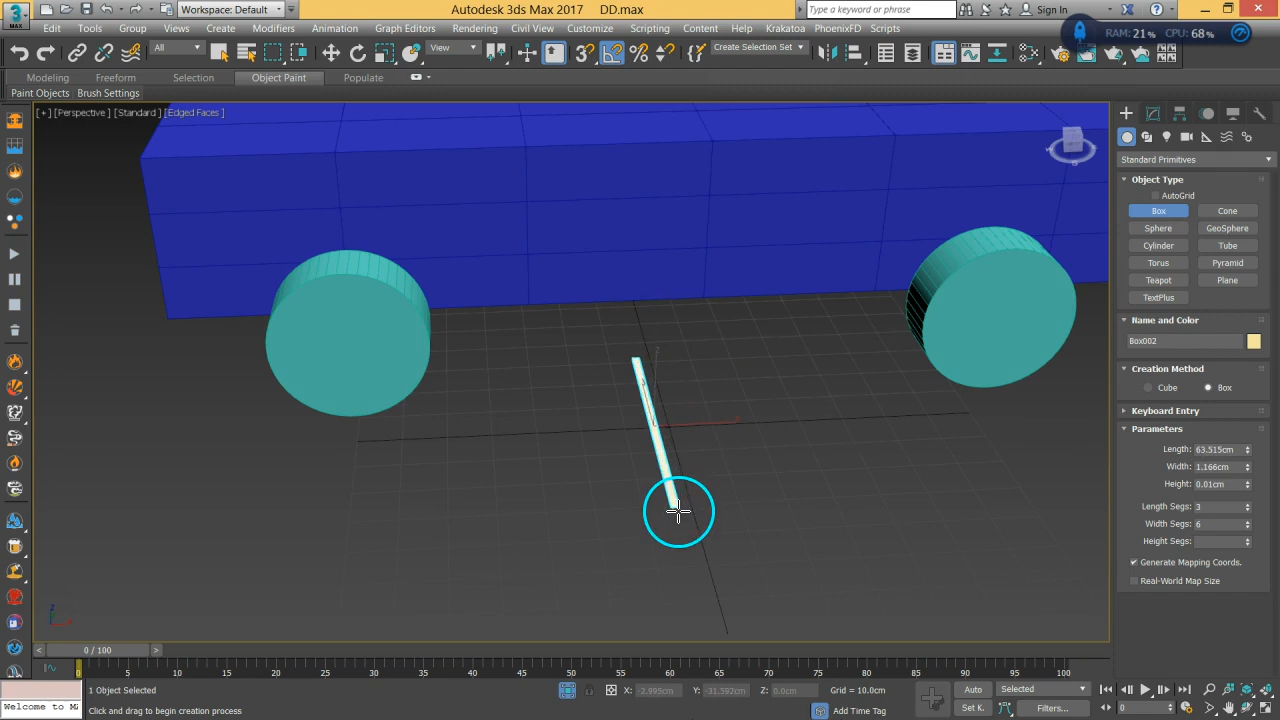 3
MAX
Workspace: Default
Autodesk 3ds Max 2017 DD.max
Type a keyword or phrase
Sign In
Edit Tools Group Views Create Modifiers Animation Graph Editors Rendering Civil View Customize Scripting Content Help Krakatoa PhoenixFD Scripts
RAM: 21% CPU: 68%
All
View
Create Selection Set
Modeling Freeform Selection Object Paint Populate
Paint Objects Brush Settings
[ + ] [Perspective ] [Standard ] [Edged Faces ]
Standard Primitives
Object Type
AutoGrid
Box Cone
Sphere GeoSphere
Cylinder Tube
Torus Pyramid
Teapot Plane
TextPlus
Name and Color
Box002
Creation Method
Cube Box
Keyboard Entry
Parameters
Length: 63.515cm
Width: 1.166cm
Height: 0.01cm
Length Segs: 3
Width Segs: 6
Height Segs:
Generate Mapping Coords.
Real-World Map Size
< 0 / 100 >
0 5 10 15 20 25 30 35 40 45 50 55 60 65 70 75 80 85 90 95 100
1 Object Selected
X: -2.995cm Y: -31.592cm Z: 0.0cm Grid = 10.0cm
Auto Selected
Welcome to M
Click and drag to begin creation process
Add Time Tag
Set K. Filters...
0